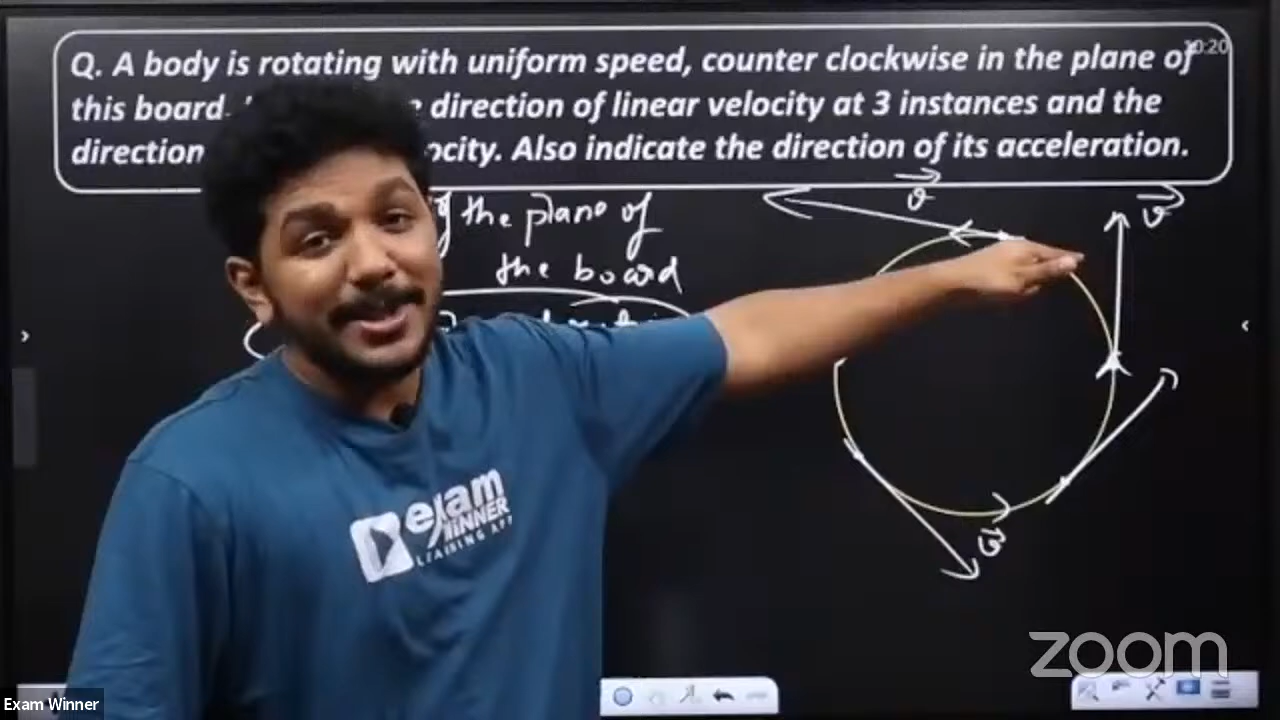 10:20
Q. A body is rotating with uniform speed, counter clockwise in the plane of
this board. direction of linear velocity at 3 instances and the
direction ocity. Also indicate the direction of its acceleration.
the plane of
the board
v
v
v
exam
WINNER
LEARNING APP
zoom
Exam Winner